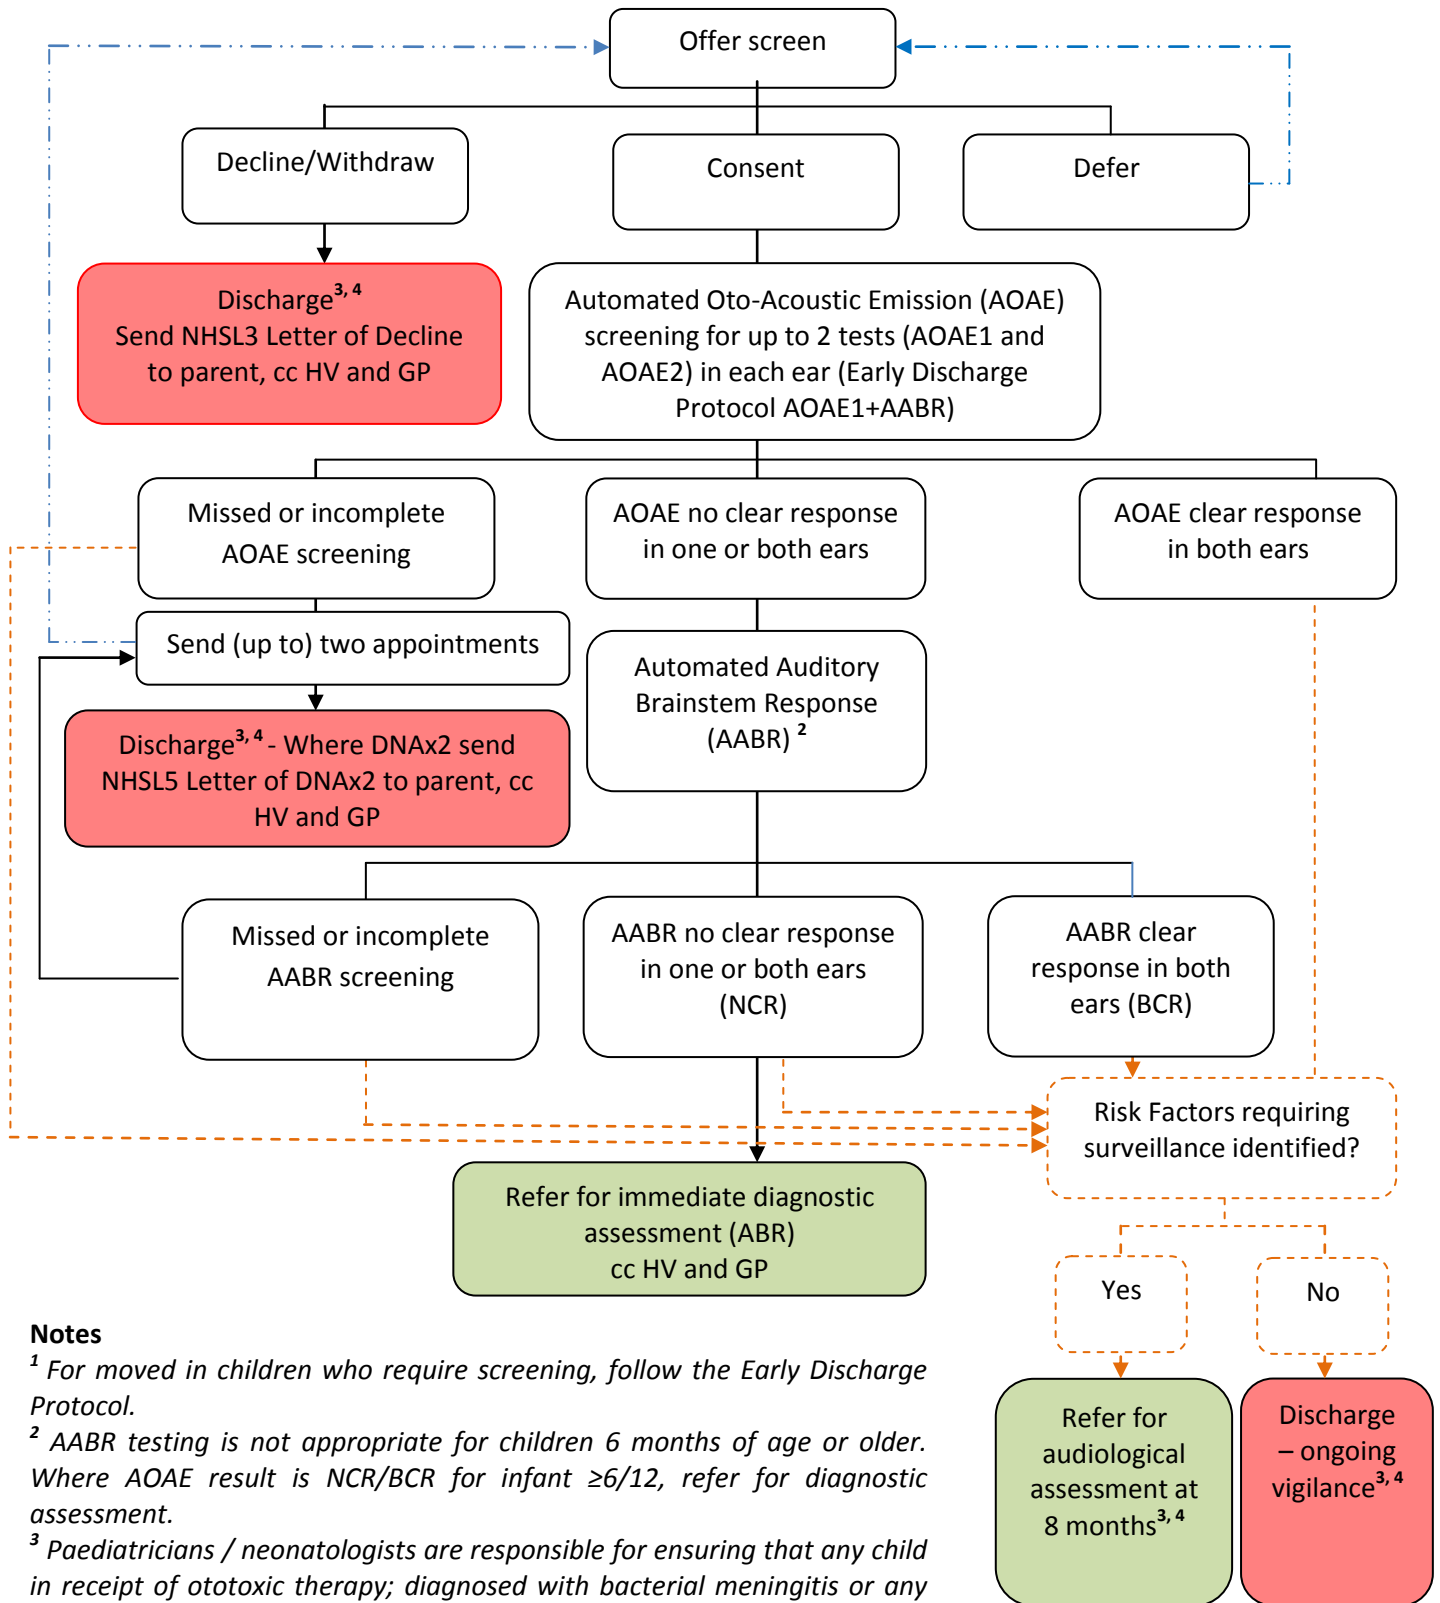 Offer screen
Decline/Withdraw
Consent
Defer
Discharge3, 4
Send NHSL3 Letter of Decline
to parent, cc HV and GP
Automated Oto-Acoustic Emission (AOAE)
screening for up to 2 tests (AOAE1 and
AOAE2) in each ear (Early Discharge
Protocol AOAE1+AABR)
Missed or incomplete
AOAE screening
AOAE no clear response
in one or both ears
AOAE clear response
in both ears
Send (up to) two appointments
Automated Auditory
Brainstem Response
(AABR) 2
Discharge3, 4 - Where DNAx2 send
NHSL5 Letter of DNAx2 to parent, cc
HV and GP
Missed or incomplete
AABR screening
AABR no clear response
in one or both ears
(NCR)
AABR clear
response in both
ears (BCR)
Risk Factors requiring
surveillance identified?
Refer for immediate diagnostic
assessment (ABR)
cc HV and GP
Yes
No
Refer for
audiological
assessment at
8 months3, 4
Discharge
– ongoing
vigilance3, 4
Notes
1 For moved in children who require screening, follow the Early Discharge
Protocol.
2 AABR testing is not appropriate for children 6 months of age or older.
Where AOAE result is NCR/BCR for infant ≥6/12, refer for diagnostic
assessment.
3 Paediatricians / neonatologists are responsible for ensuring that any child
in receipt of ototoxic therapy; diagnosed with bacterial meningitis or any